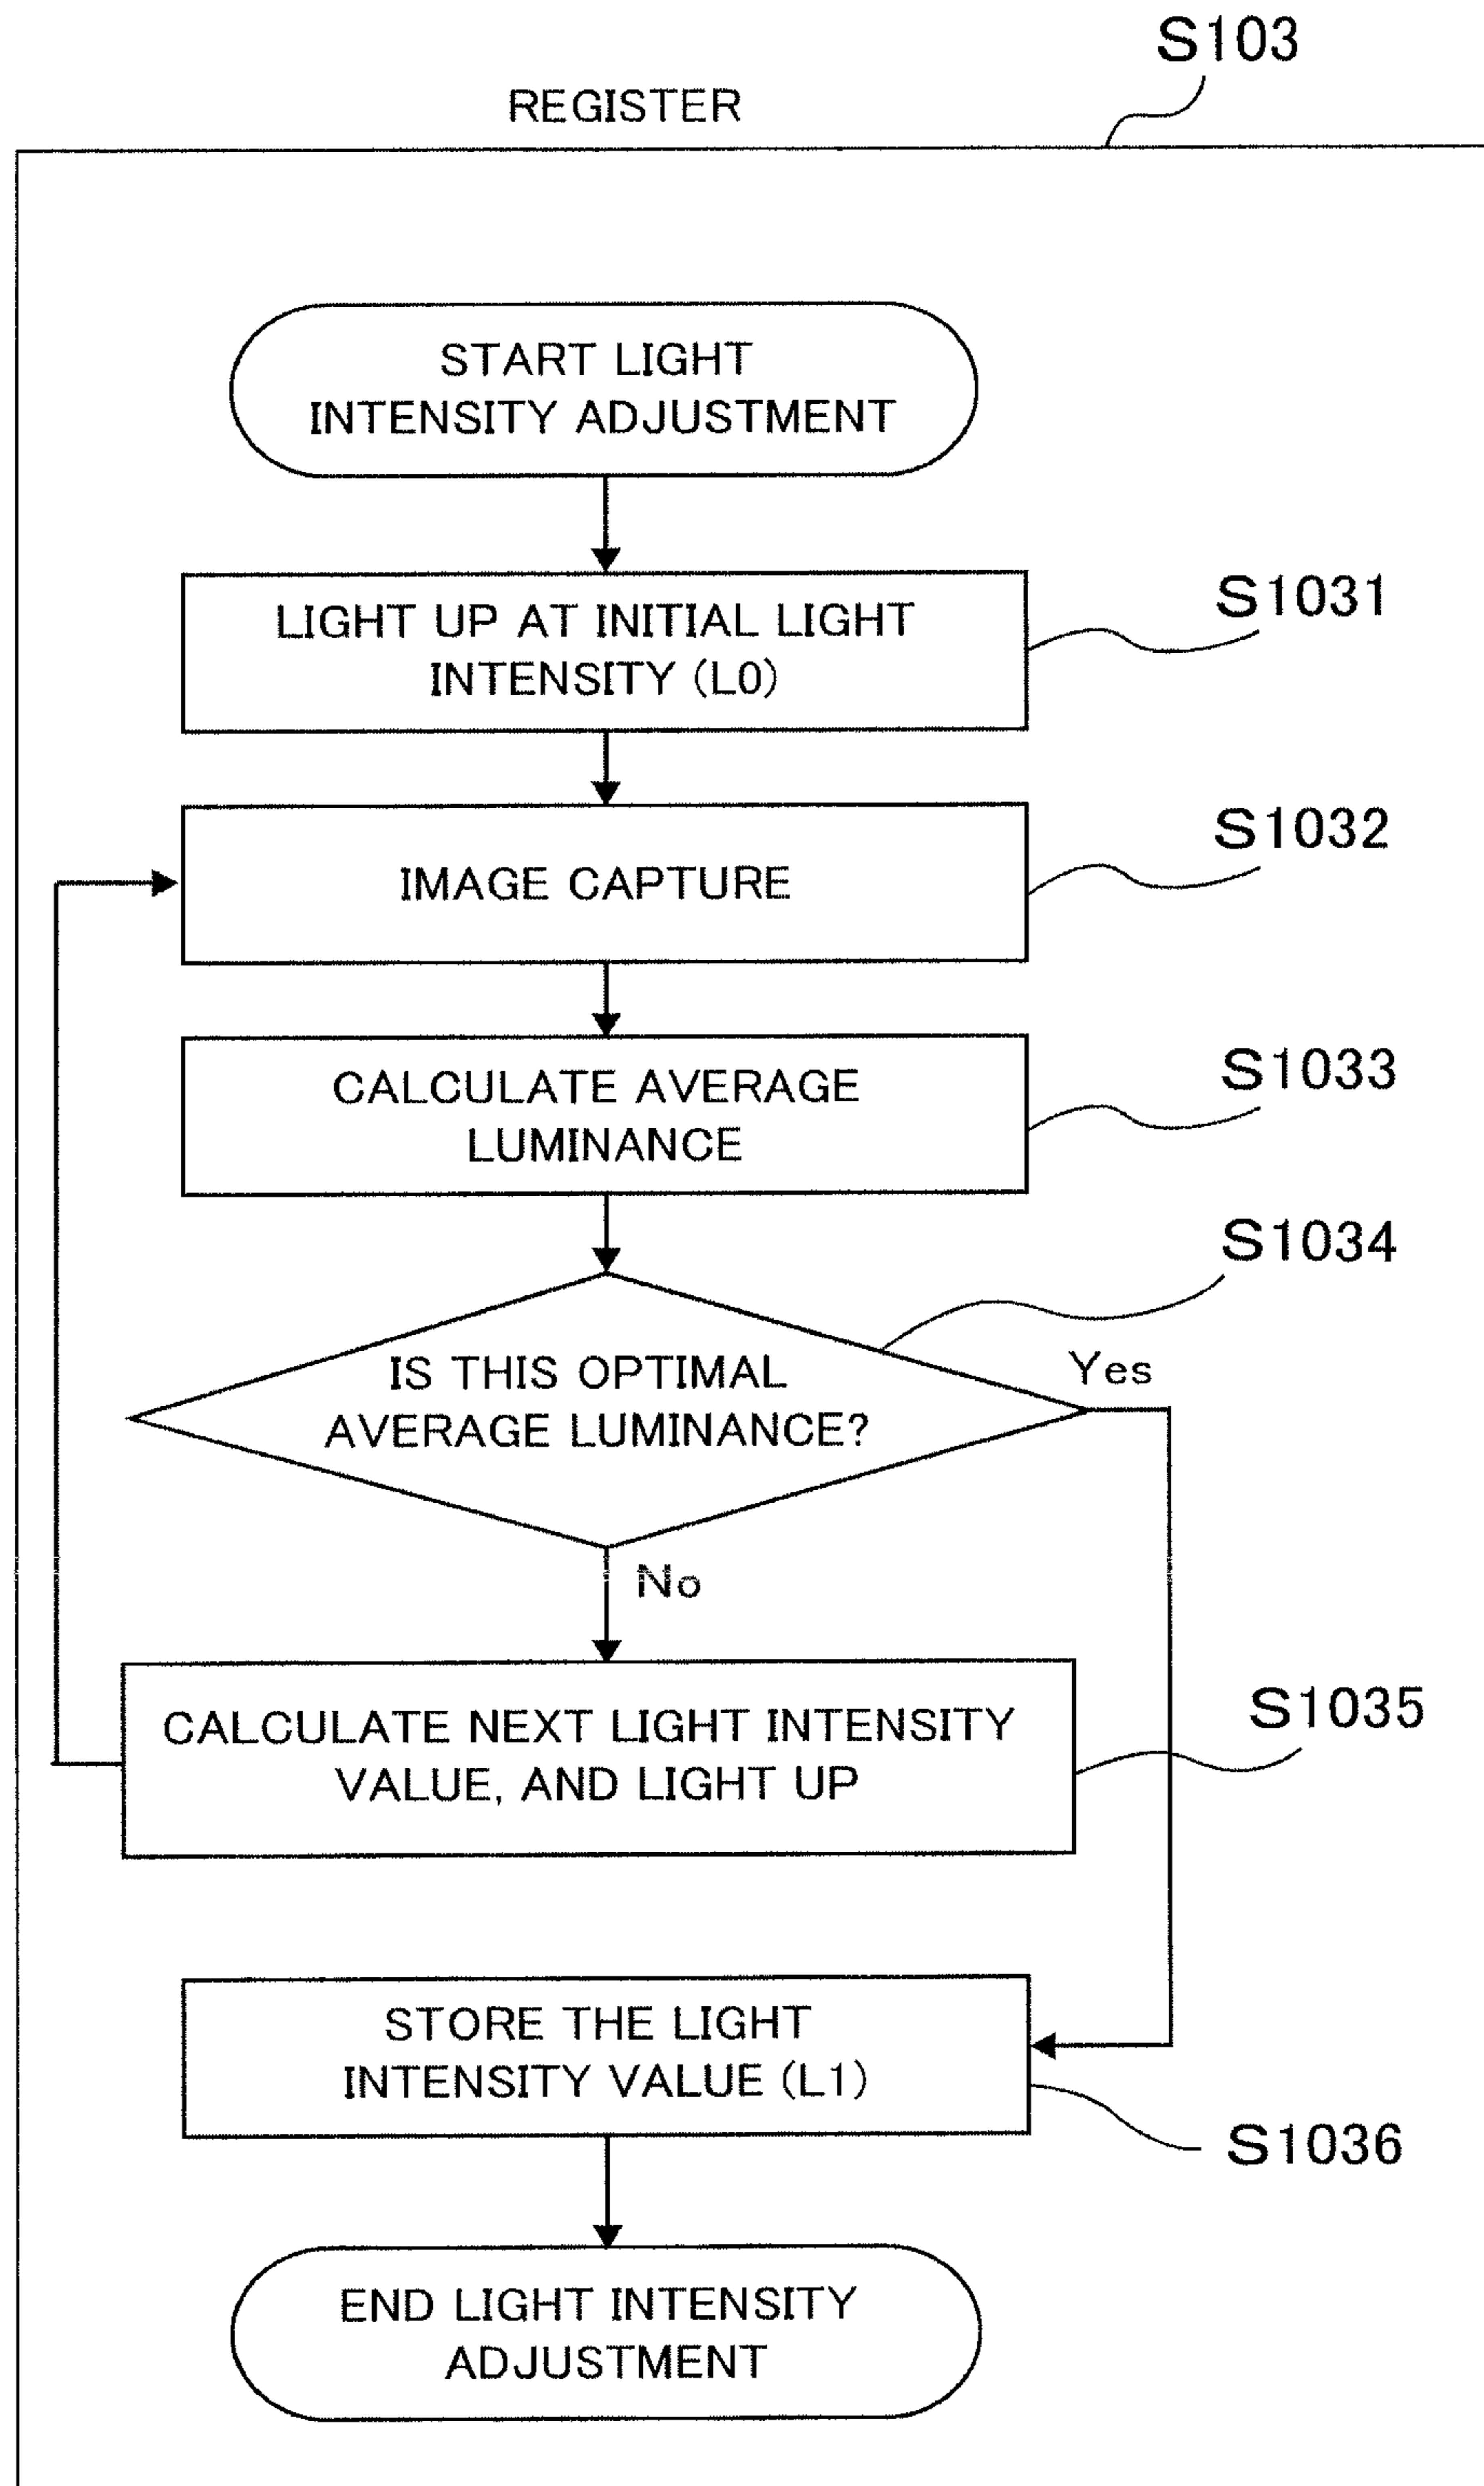 S103
REGISTER
START LIGHT
INTENSITY ADJUSTMENT
LIGHT UP AT INITIAL LIGHT
INTENSITY (L0)
S1031
IMAGE CAPTURE
S1032
CALCULATE AVERAGE
LUMINANCE
S1033
S1034
IS THIS OPTIMAL
AVERAGE LUMINANCE?
Yes
No
CALCULATE NEXT LIGHT INTENSITY
VALUE, AND LIGHT UP
S1035
STORE THE LIGHT
INTENSITY VALUE (L1)
S1036
END LIGHT INTENSITY
ADJUSTMENT